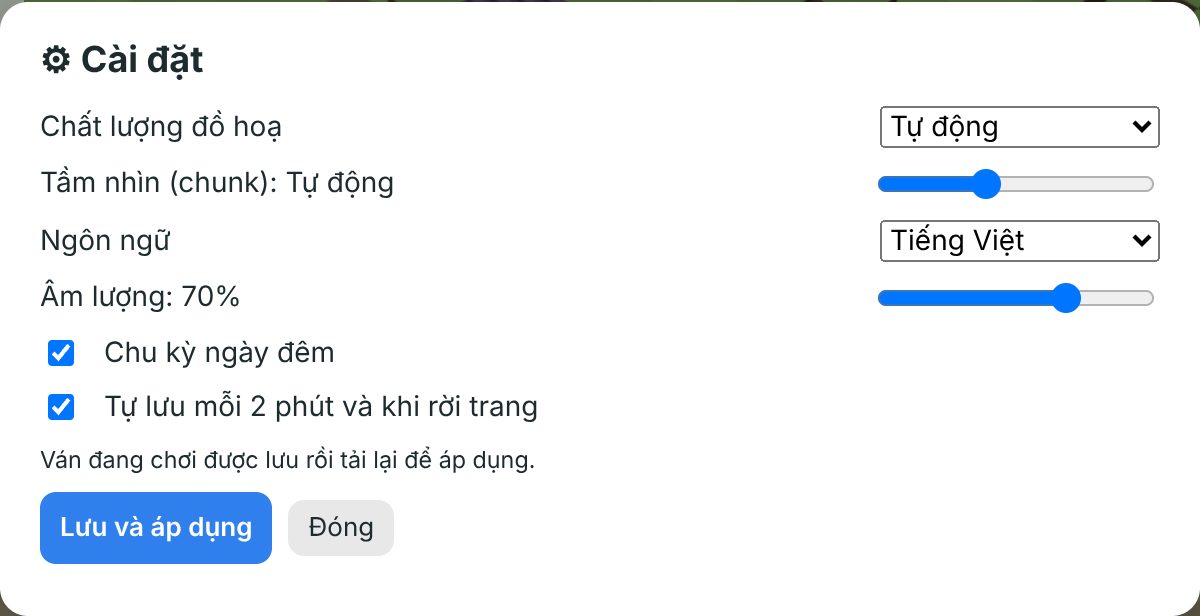 ⚙ Cài đặt
Chất lượng đồ hoạ
Tự động
Tầm nhìn (chunk): Tự động
Ngôn ngữ
Tiếng Việt
Âm lượng: 70%
Chu kỳ ngày đêm
Tự lưu mỗi 2 phút và khi rời trang
Ván đang chơi được lưu rồi tải lại để áp dụng.
Lưu và áp dụng
Đóng